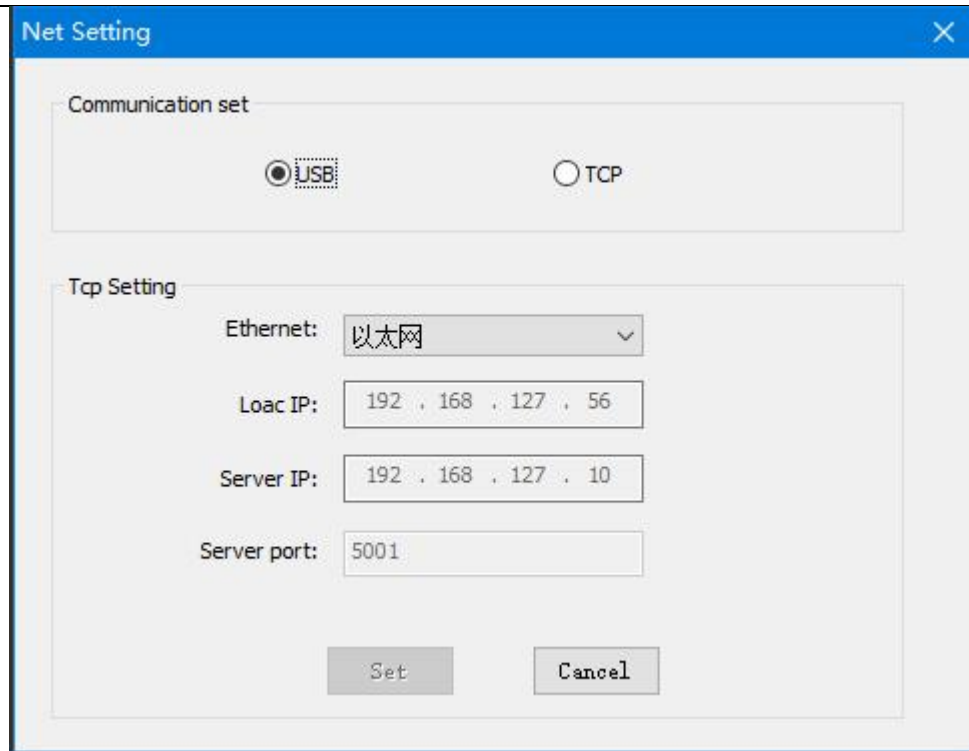 Net Setting
Communication set
USB TCP
Tcp Setting
Ethernet: 以太网
Loac IP: 192 . 168 . 127 . 56
Server IP: 192 . 168 . 127 . 10
Server port: 5001
Set Cancel